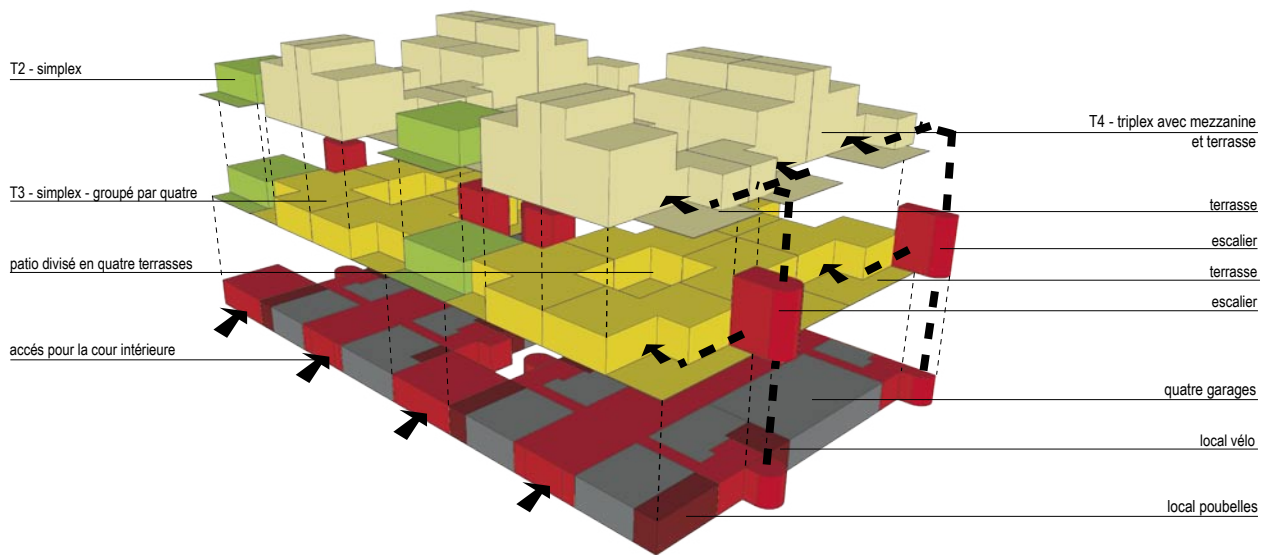 T2 - simplex
T3 - simplex - groupé par quatre
patio divisé en quatre terrasses
accés pour la cour intérieure
T4 - triplex avec mezzanine
et terrasse
terrasse
escalier
terrasse
escalier
quatre garages
local vélo
local poubelles